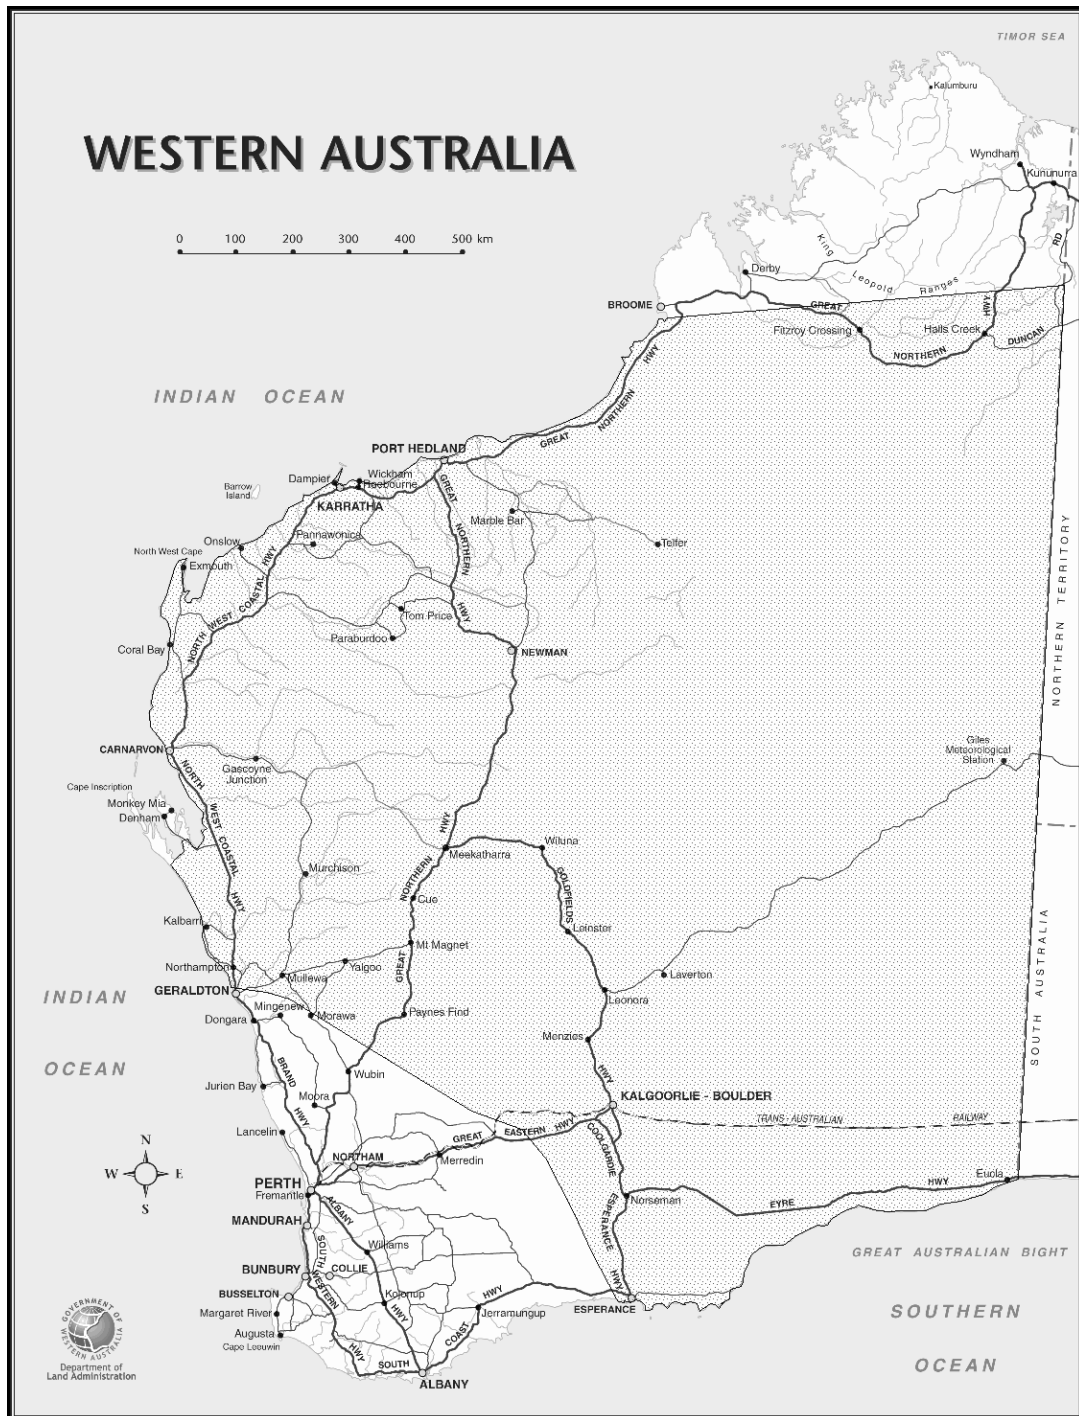 TIMOR SEA
Kalumburu
WESTERN AUSTRALIA
Wyndham
Kununurra
0 100 200 300 400 500 km
King
Leopold
Ranges
RD
Derby
BROOME
GREAT
HWY
Fitzroy Crossing
Halls Creek
DUNCAN
NORTHERN
HWY
INDIAN OCEAN
NORTHERN
GREAT
PORT HEDLAND
Dampier
Wickham
Roebourne
Barrow
Island
KARRATHA
GREAT
Marble Bar
NORTHERN
Pannawonica
Onslow
Telfer
North West Cape
Exmouth
HWY
COASTAL
WEST
NORTH
HWY
Tom Price
Paraburdoo
Coral Bay
NEWMAN
NORTHERN TERRITORY
CARNARVON
Giles
Meteorological
Station
Gascoyne
Junction
NORTH
Cape Inscription
Monkey Mia
Denham
WEST COASTAL
HWY
HWY
Wiluna
Meekatharra
Murchison
NORTHERN
GOLDFIELDS
Cue
Kalbarri
Leinster
Mt Magnet
Northampton
Yalgoo
Mullewa
GREAT
Laverton
GERALDTON
INDIAN
Leonora
Mingenew
Dongara
Morawa
Paynes Find
SOUTH AUSTRALIA
Menzies
OCEAN
BRAND
Wubin
HWY
Jurien Bay
Moora
KALGOORLIE - BOULDER
HWY
TRANS - AUSTRALIAN
RAILWAY
Lancelin
GREAT
EASTERN
HWY
COOLGARDIE
N
W E
S
NORTHAM
Merredin
Eucla
PERTH
Fremantle
HWY
Norseman
EYRE
ALBANY
ESPERANCE
MANDURAH
SOUTH
Williams
GREAT AUSTRALIAN BIGHT
BUNBURY
COLLIE
WESTERN
HWY
BUSSELTON
Kojonup
HWY
HWY
ESPERANCE
Margaret River
Jerramungup
SOUTHERN
Augusta
Cape Leeuwin
COAST
HWY
SOUTH
OCEAN
ALBANY
GOVERNMENT OF
WESTERN AUSTRALIA
Department of
Land Administration